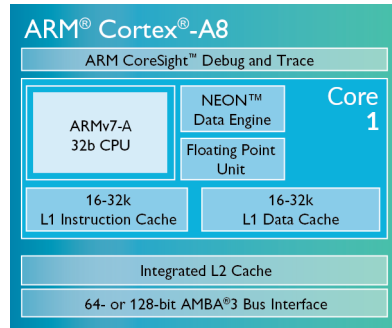 ARM® Cortex®-A8
ARM CoreSight™ Debug and Trace
ARMv7-A
32b CPU
NEON™
Data Engine
Core
1
Floating Point
Unit
16-32k
L1 Instruction Cache
16-32k
L1 Data Cache
Integrated L2 Cache
64- or 128-bit AMBA®3 Bus Interface